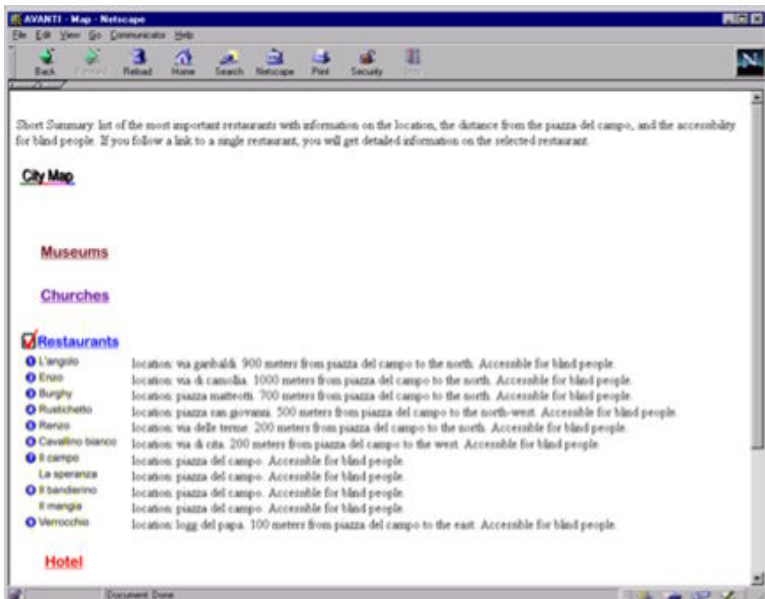 AVANTI - Map - Netscape
File Edit View Go Communicator Help
Back Forward Reload Home Search Netscape Print Security Stop
Short Summary: list of the most important restaurants with information on the location, the distance from the piazza del campo, and the accessibility
for blind people. If you follow a link to a single restaurant, you will get detailed information on the selected restaurant.
City Map
Museums
Churches
Restaurants
1 L'angolo location: via garibaldi. 900 meters from piazza del campo to the north. Accessible for blind people.
2 Enzo location: via di camollia. 1000 meters from piazza del campo to the north. Accessible for blind people.
3 Burghy location: piazza matteotti. 700 meters from piazza del campo to the north. Accessible for blind people.
4 Rustichetto location: piazza san giovanni. 500 meters from piazza del campo to the north-west. Accessible for blind people.
5 Renzo location: via delle terme. 200 meters from piazza del campo to the north. Accessible for blind people.
6 Cavallino bianco location: via di cita. 200 meters from piazza del campo to the west. Accessible for blind people.
7 Il campo location: piazza del campo. Accessible for blind people.
La speranza location: piazza del campo. Accessible for blind people.
Il bandierino location: piazza del campo. Accessible for blind people.
Il mangia location: piazza del campo. Accessible for blind people.
Verrocchio location: logg del papa. 100 meters from piazza del campo to the east. Accessible for blind people.
Hotel
Document: Done